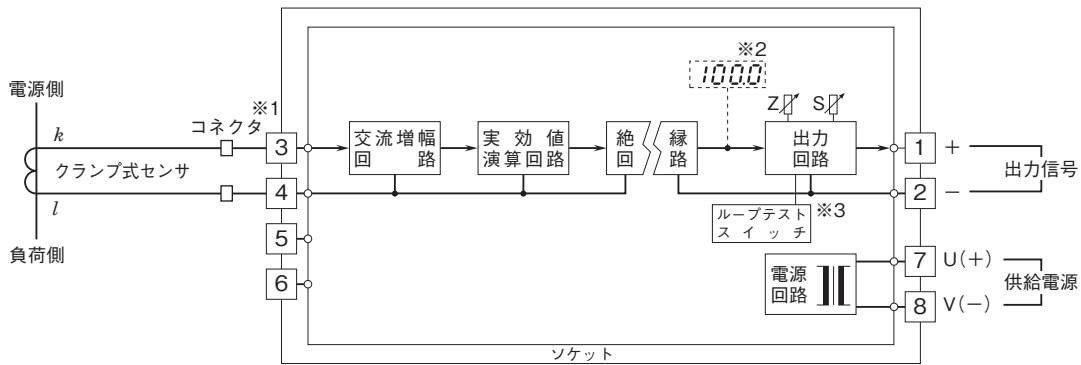 電源側
k
クランプ式センサ
l
負荷側
※1
コネクタ
3
4
5
6
交流増幅
回　　路
実 効 値
演算回路
絶 縁
回 路
※2
100.0
Z
S
出力
回路
ループテスト
ス イ ッ チ
※3
電源
回路
1
+
2
−
出力信号
7
U(+)
8
V(−)
供給電源
ソケット